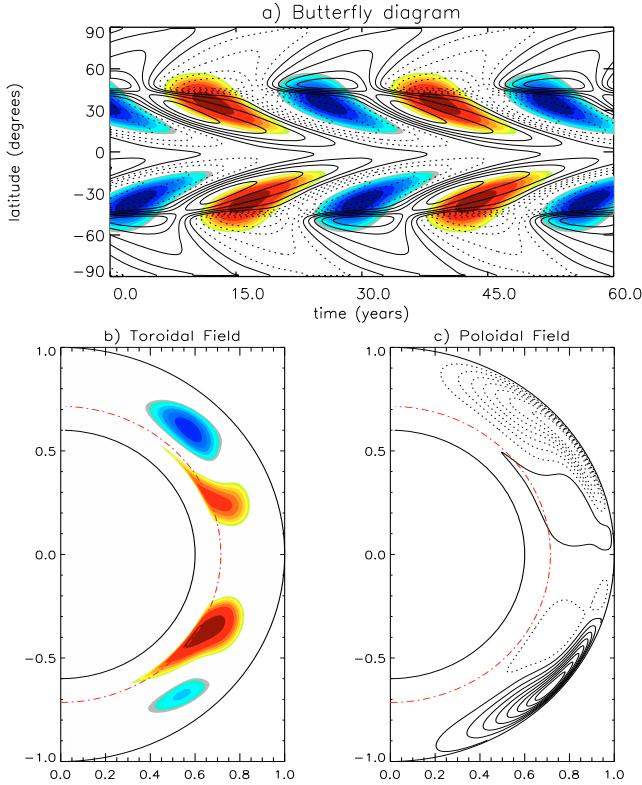 a) Butterfly diagram
90
60
30
0
−30
−60
−90
latitude (degrees)
0.0 15.0 30.0 45.0 60.0
time (years)
b) Toroidal Field
c) Poloidal Field
1.0
0.5
0.0
−0.5
−1.0
0.0 0.2 0.4 0.6 0.8 1.0
1.0
0.5
0.0
−0.5
−1.0
0.0 0.2 0.4 0.6 0.8 1.0